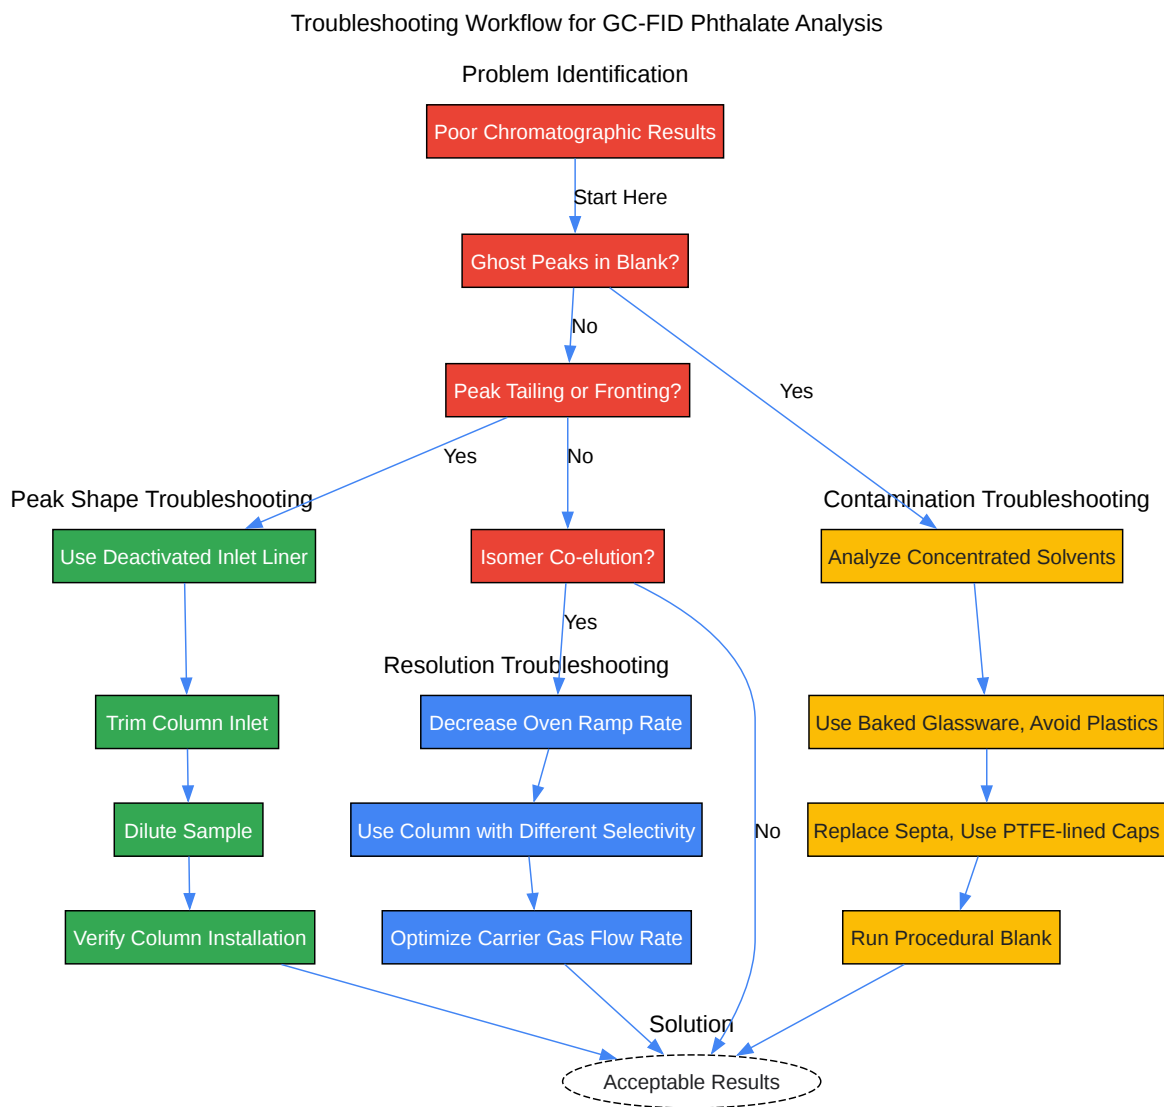 Troubleshooting Workflow for GC-FID Phthalate Analysis
Problem Identification
Poor Chromatographic Results
Start Here
Ghost Peaks in Blank?
No
Peak Tailing or Fronting?
Yes
Yes
No
Peak Shape Troubleshooting
Contamination Troubleshooting
Use Deactivated Inlet Liner
Isomer Co-elution?
Analyze Concentrated Solvents
Yes
Resolution Troubleshooting
Trim Column Inlet
Decrease Oven Ramp Rate
Use Baked Glassware, Avoid Plastics
Dilute Sample
Use Column with Different Selectivity
No
Replace Septa, Use PTFE-lined Caps
Verify Column Installation
Optimize Carrier Gas Flow Rate
Run Procedural Blank
Solution
Acceptable Results